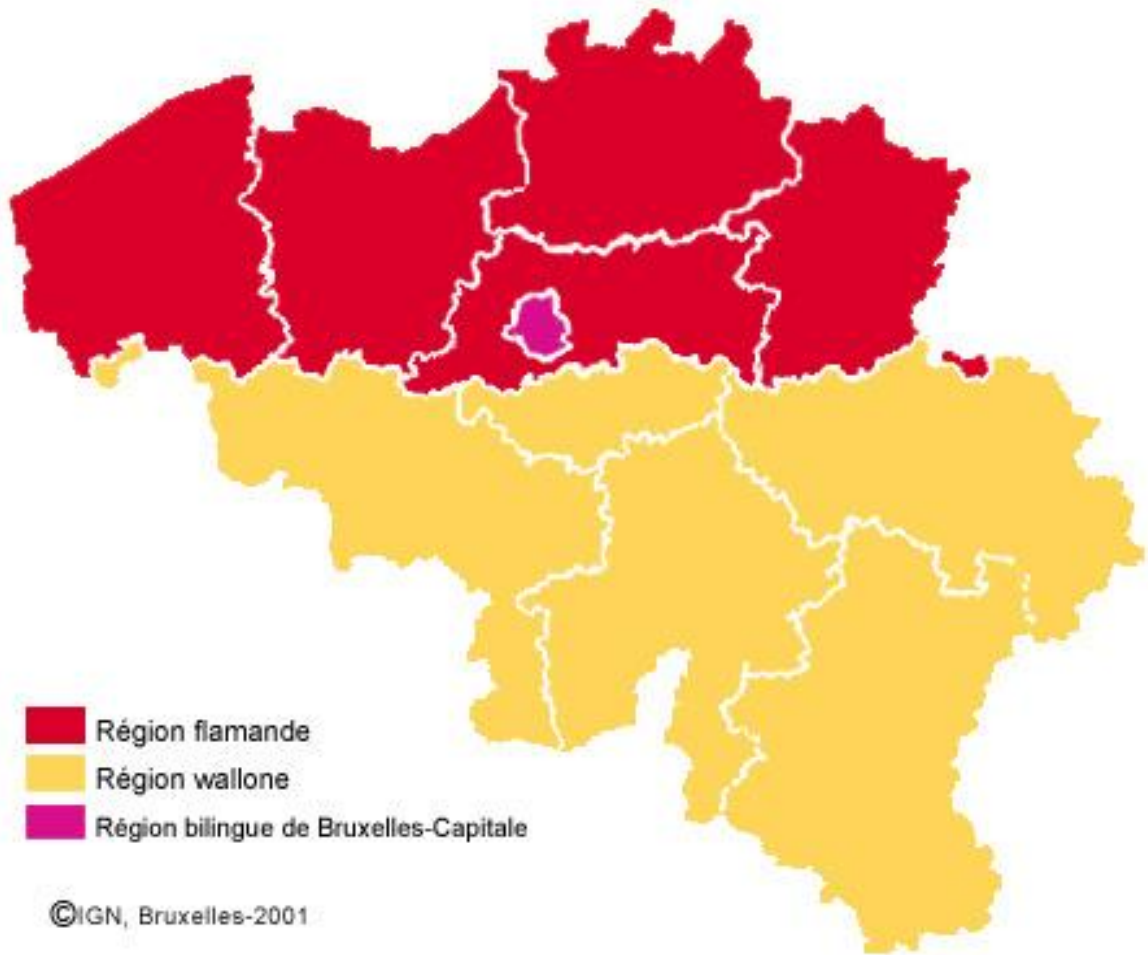 Région flamande
Région wallone
Région bilingue de Bruxelles-Capitale
©IGN, Bruxelles-2001